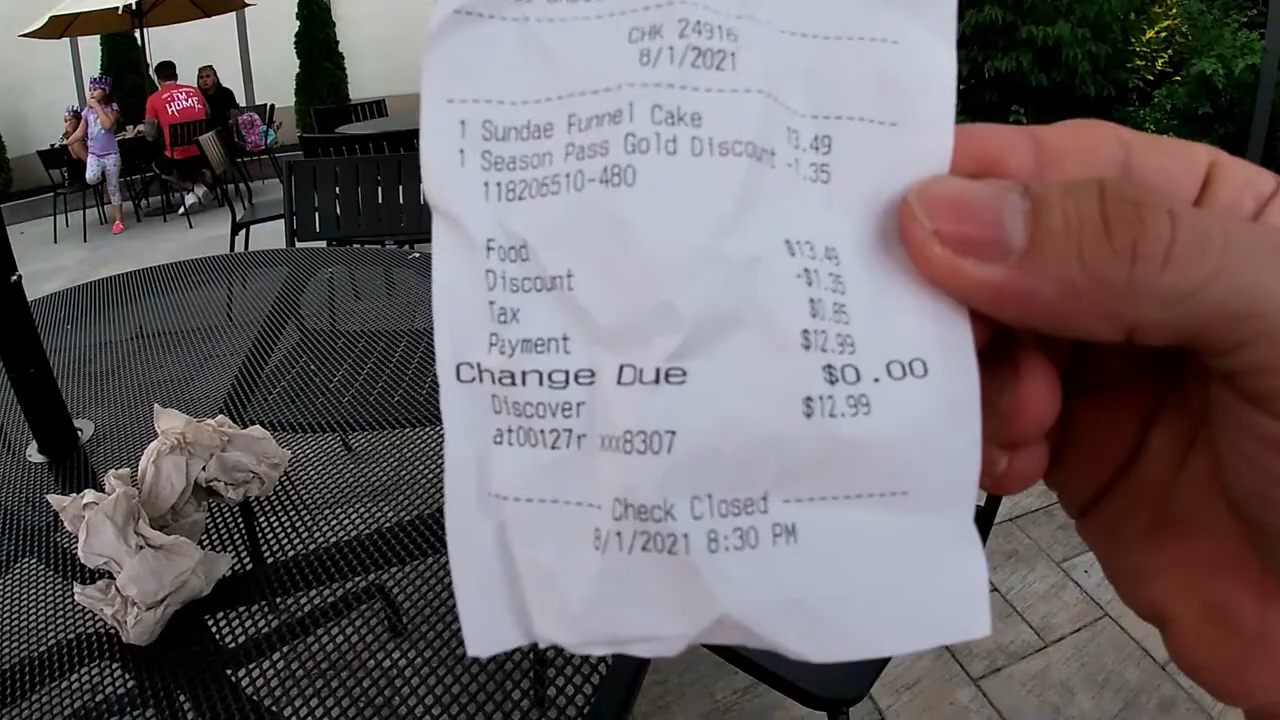 CHK 24916
8/1/2021
1 Sundae Funnel Cake 13.49
1 Season Pass Gold Discount -1.35
118206510-480
Food $13.49
Discount -$1.35
Tax $0.85
Payment $12.99
Change Due $0.00
Discover $12.99
at00127r xxx8307
Check Closed
8/1/2021 8:30 PM
I'M
HOME